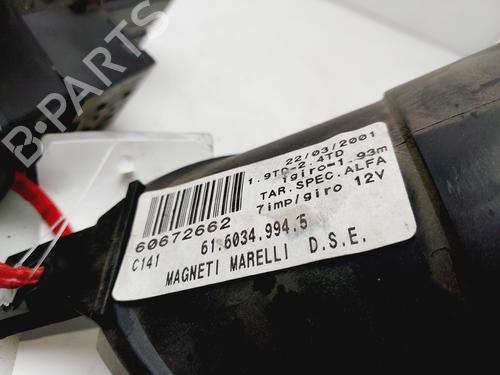 22/03/2001
1.9TD-2.4TD
1giro=1.93m
TAR.SPEC.ALFA
7imp/giro 12V
60672662
C141
61.6034.994.5
MAGNETI MARELLI D.S.E.
B-PARTS